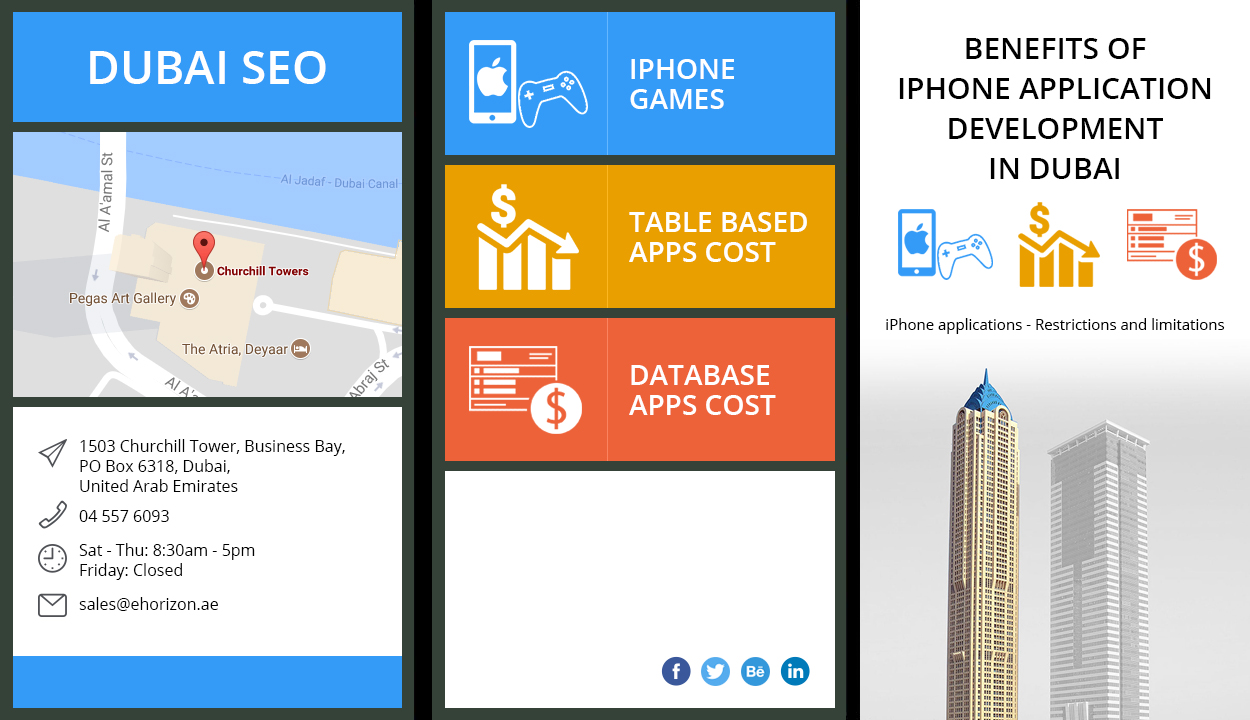 DUBAI SEO
Al A'amal St
Al Jadaf - Dubai Canal
Churchill Towers
Pegas Art Gallery
The Atria, Deyaar
Al A'a
Abraj St
1503 Churchill Tower, Business Bay,
PO Box 6318, Dubai,
United Arab Emirates
04 557 6093
Sat - Thu: 8:30am - 5pm
Friday: Closed
sales@ehorizon.ae
IPHONE
GAMES
$
TABLE BASED
APPS COST
$
DATABASE
APPS COST
f
Bē
in
BENEFITS OF
IPHONE APPLICATION
DEVELOPMENT
IN DUBAI
$
$
iPhone applications - Restrictions and limitations